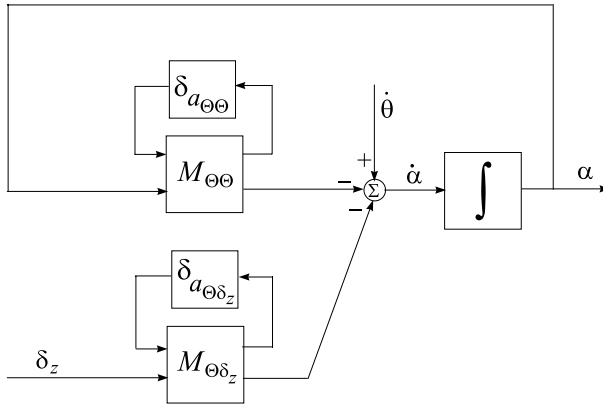 δ_{a_{ΘΘ}}
θ̇
M_{ΘΘ}
+
−
Σ
α̇
∫
α
−
δ_{a_{Θδ_z}}
δ_z
M_{Θδ_z}